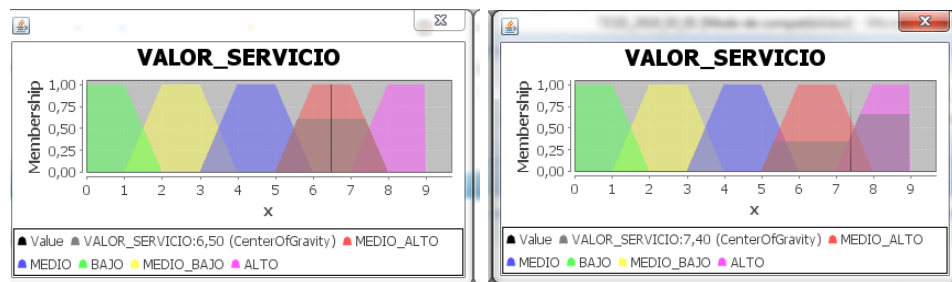 VALOR_SERVICIO
Membership
1,00
0,75
0,50
0,25
0,00
0 1 2 3 4 5 6 7 8 9
x
Value VALOR_SERVICIO:6,50 (CenterOfGravity) MEDIO_ALTO
MEDIO BAJO MEDIO_BAJO ALTO
VALOR_SERVICIO
Membership
1,00
0,75
0,50
0,25
0,00
0 1 2 3 4 5 6 7 8 9
x
Value VALOR_SERVICIO:7,40 (CenterOfGravity) MEDIO_ALTO
MEDIO BAJO MEDIO_BAJO ALTO